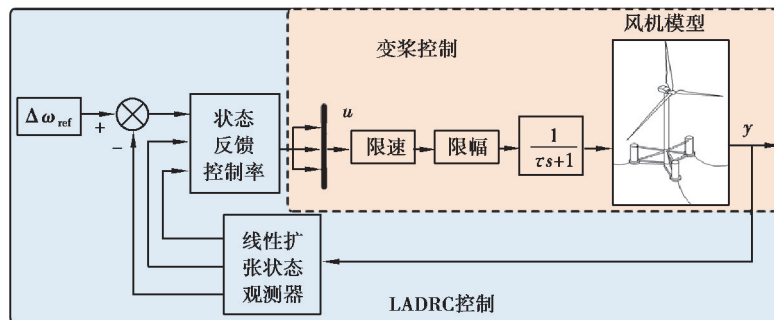 风机模型
变桨控制
Δω_ref
+
−
状态
反馈
控制率
u
限速
限幅
1
τs+1
y
线性扩
张状态
观测器
LADRC控制